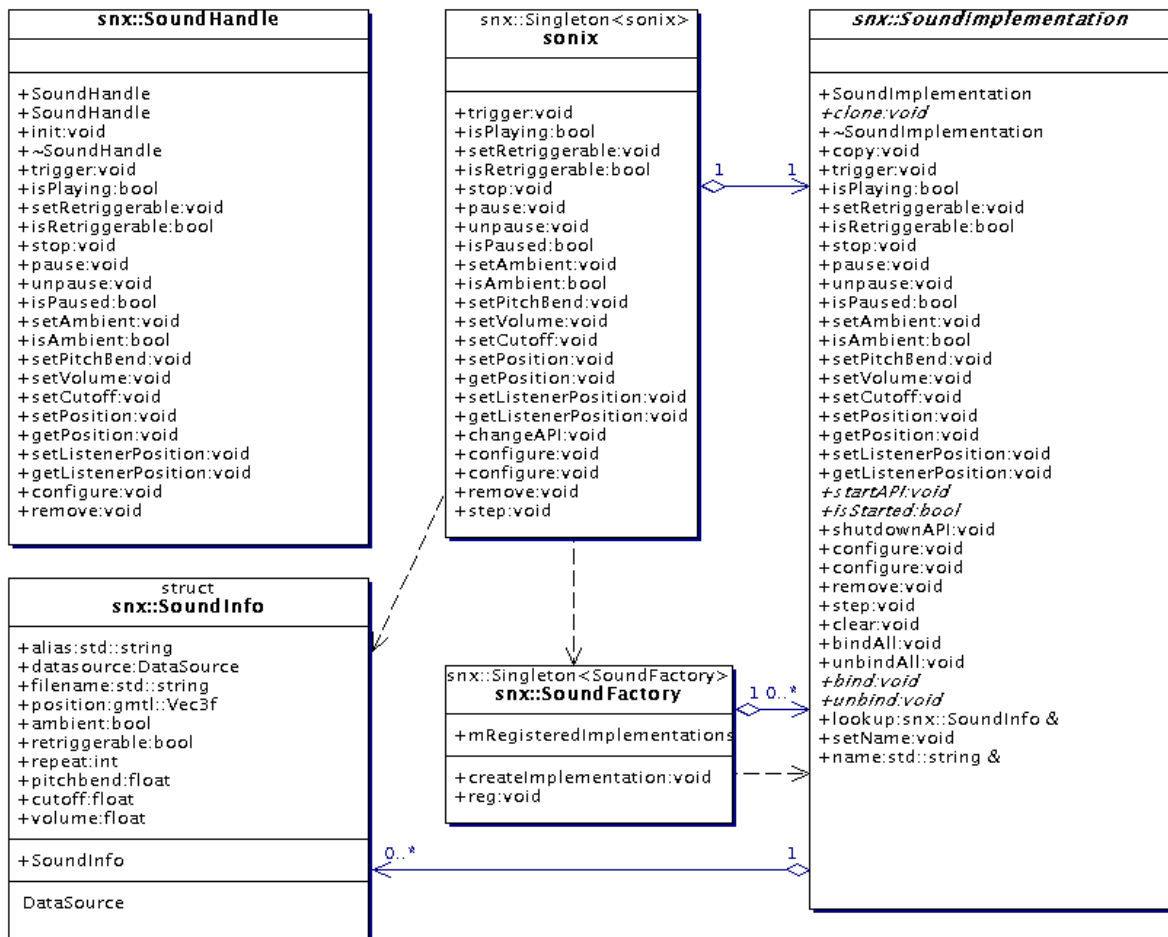 snx::SoundHandle
+SoundHandle
+SoundHandle
+init:void
+~SoundHandle
+trigger:void
+isPlaying:bool
+setRetriggerable:void
+isRetriggerable:bool
+stop:void
+pause:void
+unpause:void
+isPaused:bool
+setAmbient:void
+isAmbient:bool
+setPitchBend:void
+setVolume:void
+setCutoff:void
+setPosition:void
+getPosition:void
+setListenerPosition:void
+getListenerPosition:void
+configure:void
+remove:void
snx::Singleton<sonix>
sonix
+trigger:void
+isPlaying:bool
+setRetriggerable:void
+isRetriggerable:bool
+stop:void
+pause:void
+unpause:void
+isPaused:bool
+setAmbient:void
+isAmbient:bool
+setPitchBend:void
+setVolume:void
+setCutoff:void
+setPosition:void
+getPosition:void
+setListenerPosition:void
+getListenerPosition:void
+changeAPI:void
+configure:void
+configure:void
+remove:void
+step:void
1
1
snx::SoundImplementation
+SoundImplementation
+clone:void
+~SoundImplementation
+copy:void
+trigger:void
+isPlaying:bool
+setRetriggerable:void
+isRetriggerable:bool
+stop:void
+pause:void
+unpause:void
+isPaused:bool
+setAmbient:void
+isAmbient:bool
+setPitchBend:void
+setVolume:void
+setCutoff:void
+setPosition:void
+getPosition:void
+setListenerPosition:void
+getListenerPosition:void
+startAPI:void
+isStarted:bool
+shutdownAPI:void
+configure:void
+configure:void
+remove:void
+step:void
+clear:void
+bindAll:void
+unbindAll:void
+bind:void
+unbind:void
+lookup:snx::SoundInfo &
+setName:void
+name:std::string &
struct
snx::SoundInfo
+alias:std::string
+datasource:DataSource
+filename:std::string
+position:gmtl::Vec3f
+ambient:bool
+retriggerable:bool
+repeat:int
+pitchbend:float
+cutoff:float
+volume:float
+SoundInfo
DataSource
snx::Singleton<SoundFactory>
snx::SoundFactory
+mRegisteredImplementations
+createImplementation:void
+reg:void
1 0..*
0..*
1